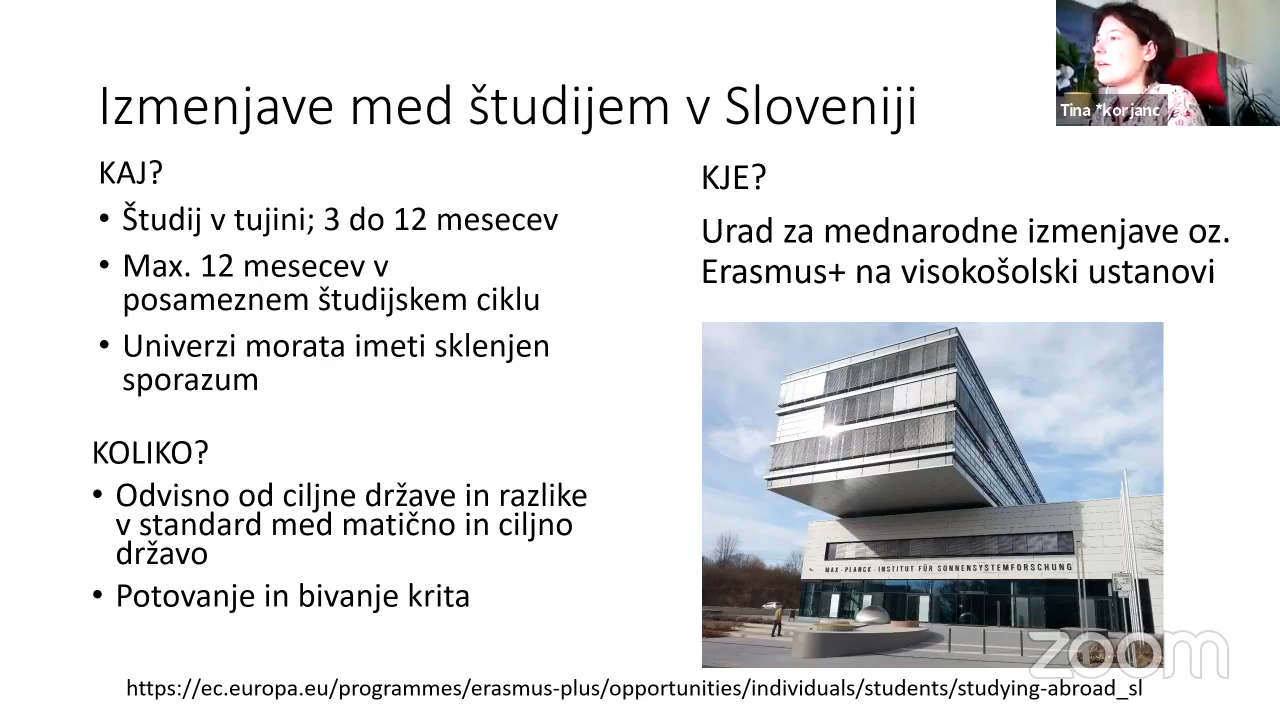 Izmenjave med študijem v Sloveniji
Tina *korjanc
KAJ?
• Študij v tujini; 3 do 12 mesecev
• Max. 12 mesecev v
posameznem študijskem ciklu
• Univerzi morata imeti sklenjen
sporazum
KOLIKO?
• Odvisno od ciljne države in razlike
v standard med matično in ciljno
državo
• Potovanje in bivanje krita
KJE?
Urad za mednarodne izmenjave oz.
Erasmus+ na visokošolski ustanovi
MAX-PLANCK-INSTITUT FÜR SONNENSYSTEMFORSCHUNG
zoom
https://ec.europa.eu/programmes/erasmus-plus/opportunities/individuals/students/studying-abroad_sl